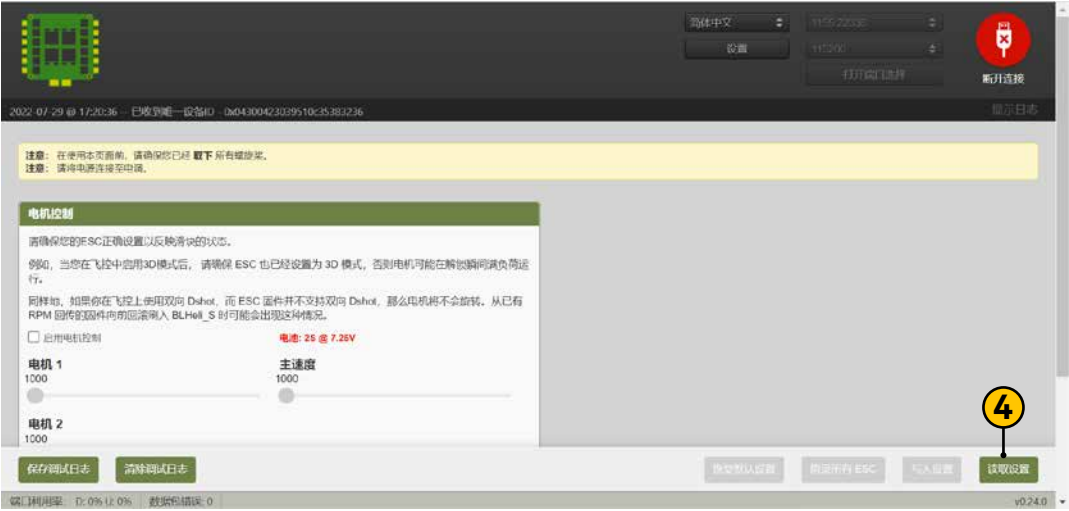 简体中文
1155:22336
设置
115200
打开端口选择
断开连接
2022-07-29 @ 17:20:36 -- 已收到唯一设备ID - 0x0430042303951​0c35383236
显示日志
注意: 在使用本页面前,请确保您已经 取下 所有螺旋桨。
注意: 请将电源连接至电调。
电机控制
请确保您的ESC正确设置以反映滑块的状态。
例如,当您在飞控中启用3D模式后, 请确保 ESC 也已经设置为 3D 模式,否则电机可能在解锁瞬间满负荷运
行。
同样地,如果你在飞控上使用双向 Dshot,而 ESC 固件并不支持双向 Dshot,那么电机将不会旋转。从已有
RPM 回传的固件向前回滚刷入 BLHeli_S 时可能会出现这种情况。
启用电机控制
电池: 2S @ 7.26V
电机 1
主速度
1000
1000
4
电机 2
1000
保存调试日志
清除调试日志
恢复默认设置
写入设置
读取设置
端口利用率: D: 0% U: 0%
数据包错误: 0
v0.24.0